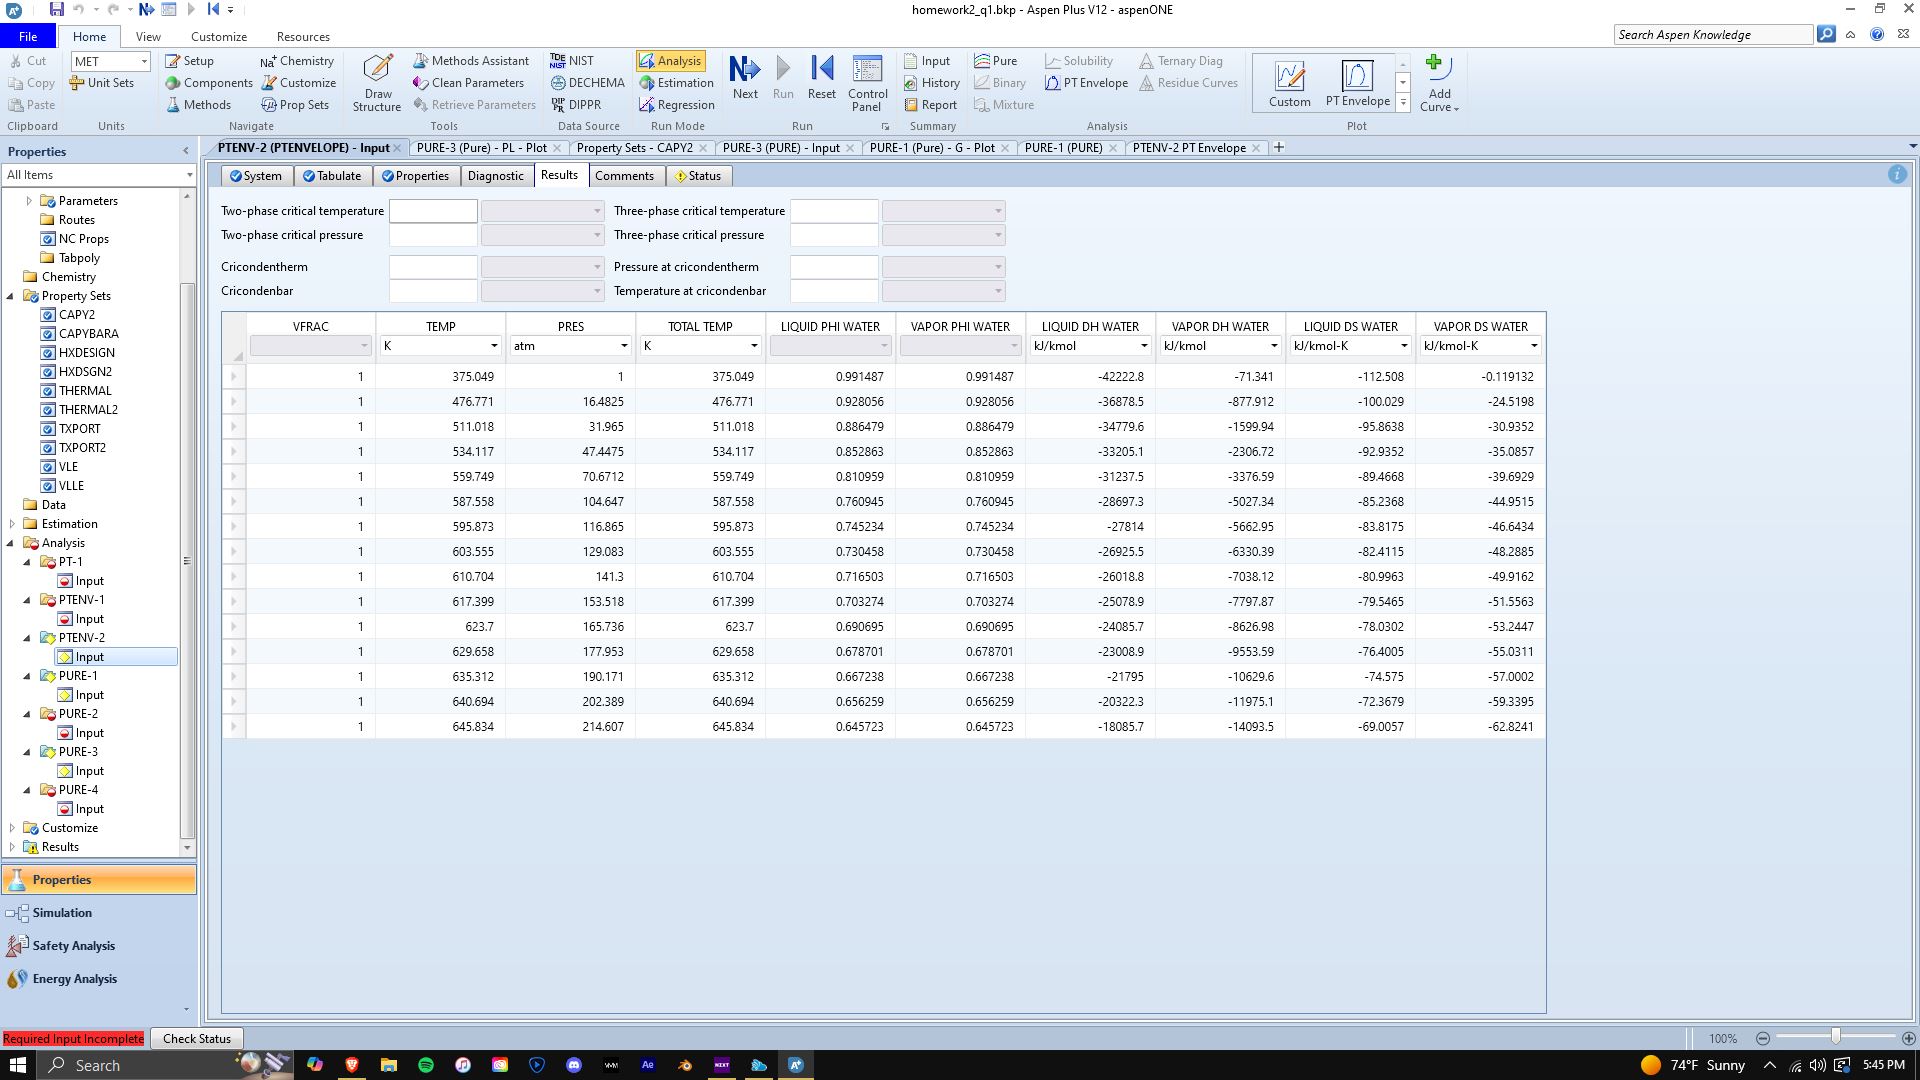 homework2_q1.bkp - Aspen Plus V12 - aspenONE
File Home View Customize Resources Search Aspen Knowledge
Cut MET Setup Chemistry Methods Assistant NIST Analysis Input Pure Solubility Ternary Diag
Copy Unit Sets Components Customize Clean Parameters DECHEMA Estimation History Binary PT Envelope Residue Curves
Paste Methods Prop Sets Draw Structure Retrieve Parameters DIPPR Regression Next Run Reset Control Panel Report Mixture Custom PT Envelope Add Curve
Clipboard Units Navigate Tools Data Source Run Mode Run Summary Analysis Plot
Properties
All Items
Parameters
Routes
NC Props
Tabpoly
Chemistry
Property Sets
CAPY2
CAPYBARA
HXDESIGN
HXDSGN2
THERMAL
THERMAL2
TXPORT
TXPORT2
VLE
VLLE
Data
Estimation
Analysis
PT-1
Input
PTENV-1
Input
PTENV-2
Input
PURE-1
Input
PURE-2
Input
PURE-3
Input
PURE-4
Input
Customize
Results
Properties
Simulation
Safety Analysis
Energy Analysis
PTENV-2 (PTENVELOPE) - Input PURE-3 (Pure) - PL - Plot Property Sets - CAPY2 PURE-3 (PURE) - Input PURE-1 (Pure) - G - Plot PURE-1 (PURE) PTENV-2 PT Envelope
System Tabulate Properties Diagnostic Results Comments Status
Two-phase critical temperature Three-phase critical temperature
Two-phase critical pressure Three-phase critical pressure
Cricondentherm Pressure at cricondentherm
Cricondenbar Temperature at cricondenbar
VFRAC TEMP PRES TOTAL TEMP LIQUID PHI WATER VAPOR PHI WATER LIQUID DH WATER VAPOR DH WATER LIQUID DS WATER VAPOR DS WATER
K atm K kJ/kmol kJ/kmol kJ/kmol-K kJ/kmol-K
1 375.049 1 375.049 0.991487 0.991487 -42222.8 -71.341 -112.508 -0.119132
1 476.771 16.4825 476.771 0.928056 0.928056 -36878.5 -877.912 -100.029 -24.5198
1 511.018 31.965 511.018 0.886479 0.886479 -34779.6 -1599.94 -95.8638 -30.9352
1 534.117 47.4475 534.117 0.852863 0.852863 -33205.1 -2306.72 -92.9352 -35.0857
1 559.749 70.6712 559.749 0.810959 0.810959 -31237.5 -3376.59 -89.4668 -39.6929
1 587.558 104.647 587.558 0.760945 0.760945 -28697.3 -5027.34 -85.2368 -44.9515
1 595.873 116.865 595.873 0.745234 0.745234 -27814 -5662.95 -83.8175 -46.6434
1 603.555 129.083 603.555 0.730458 0.730458 -26925.5 -6330.39 -82.4115 -48.2885
1 610.704 141.3 610.704 0.716503 0.716503 -26018.8 -7038.12 -80.9963 -49.9162
1 617.399 153.518 617.399 0.703274 0.703274 -25078.9 -7797.87 -79.5465 -51.5563
1 623.7 165.736 623.7 0.690695 0.690695 -24085.7 -8626.98 -78.0302 -53.2447
1 629.658 177.953 629.658 0.678701 0.678701 -23008.9 -9553.59 -76.4005 -55.0311
1 635.312 190.171 635.312 0.667238 0.667238 -21795 -10629.6 -74.575 -57.0002
1 640.694 202.389 640.694 0.656259 0.656259 -20322.3 -11975.1 -72.3679 -59.3395
1 645.834 214.607 645.834 0.645723 0.645723 -18085.7 -14093.5 -69.0057 -62.8241
Required Input Incomplete Check Status 100%
Search 74°F Sunny 5:45 PM